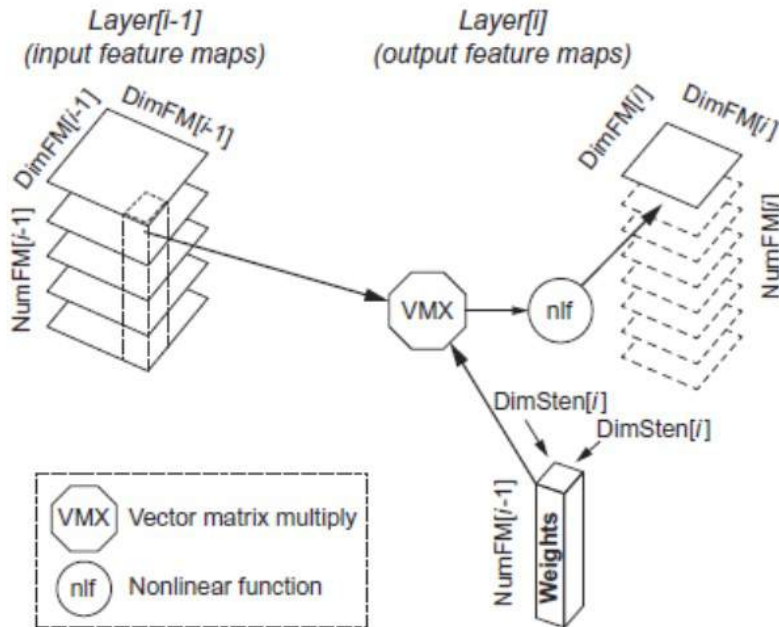 Layer[i-1]
(input feature maps)
Layer[i]
(output feature maps)
DimFM[i-1]
DimFM[i-1]
NumFM[i-1]
DimFM[i]
DimFM[i]
NumFM[i]
VMX
nlf
DimSten[i]
DimSten[i]
NumFM[i-1]
Weights
VMX Vector matrix multiply
nlf Nonlinear function